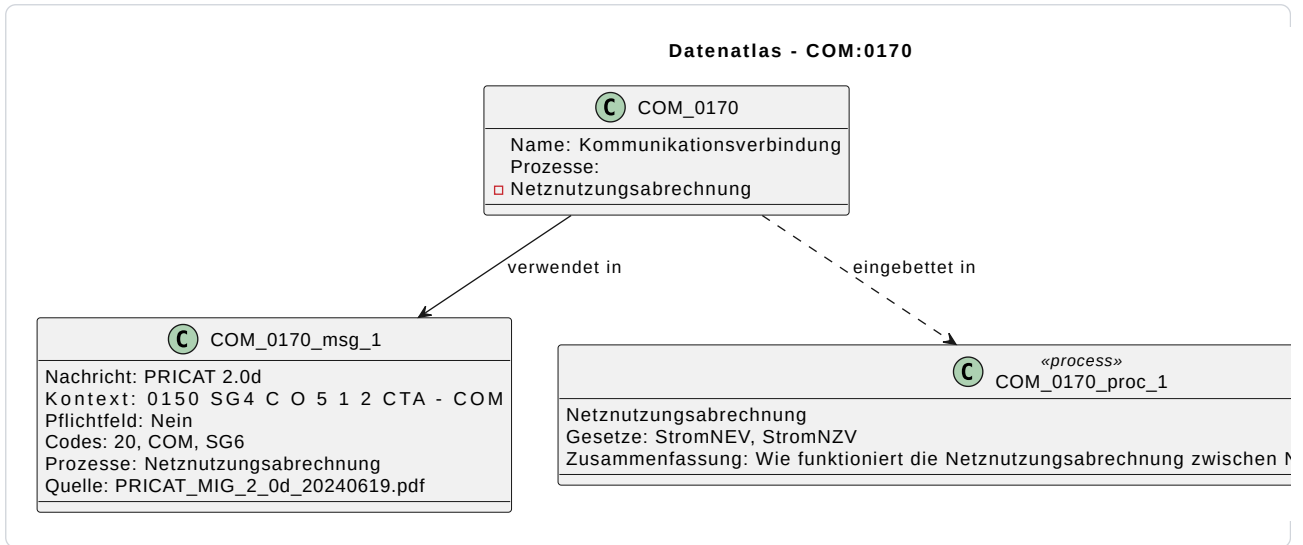 Datenatlas - COM:0170
C COM_0170
Name: Kommunikationsverbindung
Prozesse:
Netznutzungsabrechnung
verwendet in
eingebettet in
C COM_0170_msg_1
Nachricht: PRICAT 2.0d
Kontext: 0150 SG4 C O 5 1 2 CTA - COM
Pflichtfeld: Nein
Codes: 20, COM, SG6
Prozesse: Netznutzungsabrechnung
Quelle: PRICAT_MIG_2_0d_20240619.pdf
«process»
C COM_0170_proc_1
Netznutzungsabrechnung
Gesetze: StromNEV, StromNZV
Zusammenfassung: Wie funktioniert die Netznutzungsabrechnung zwischen